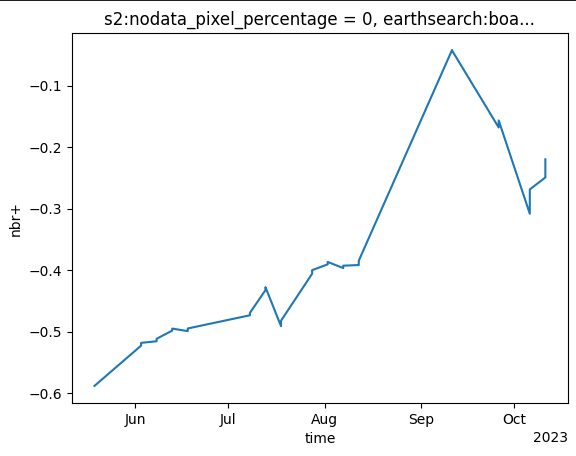 s2:nodata_pixel_percentage = 0, earthsearch:boa...
−0.1
−0.2
−0.3
−0.4
−0.5
−0.6
nbr+
Jun Jul Aug Sep Oct
time 2023